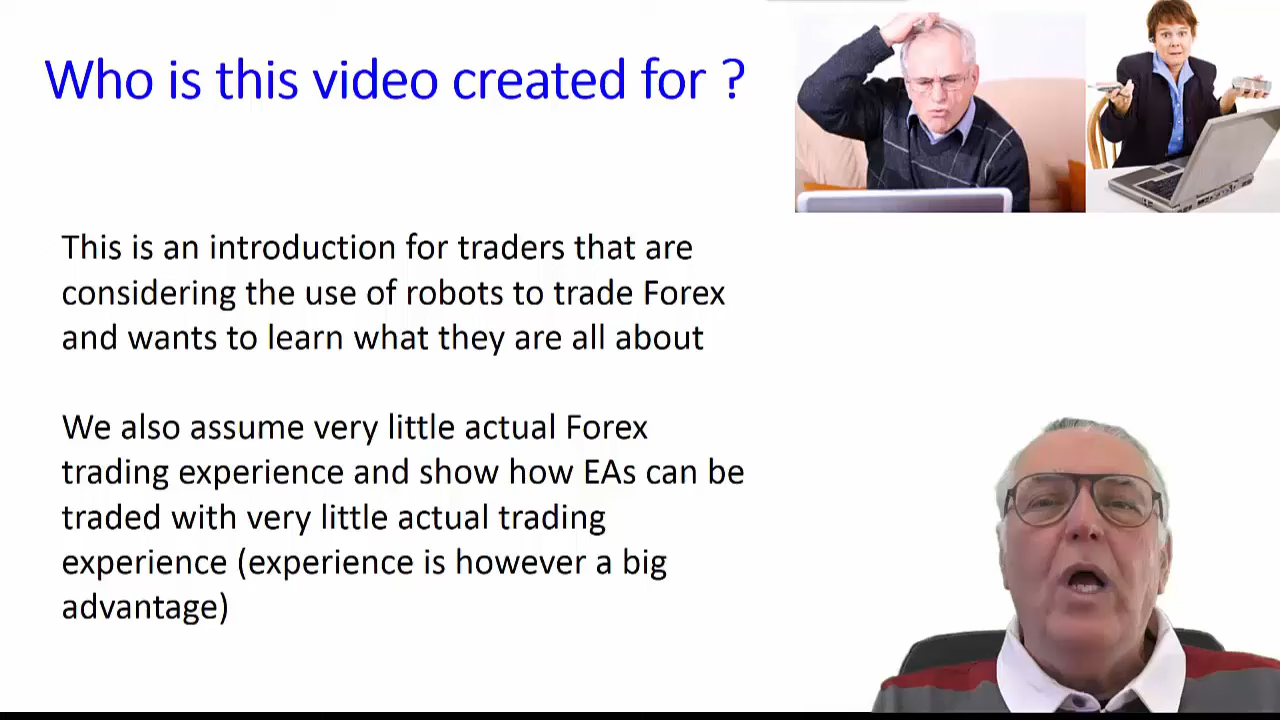 Who is this video created for ?
This is an introduction for traders that are
considering the use of robots to trade Forex
and wants to learn what they are all about
We also assume very little actual Forex
trading experience and show how EAs can be
traded with very little actual trading
experience (experience is however a big
advantage)